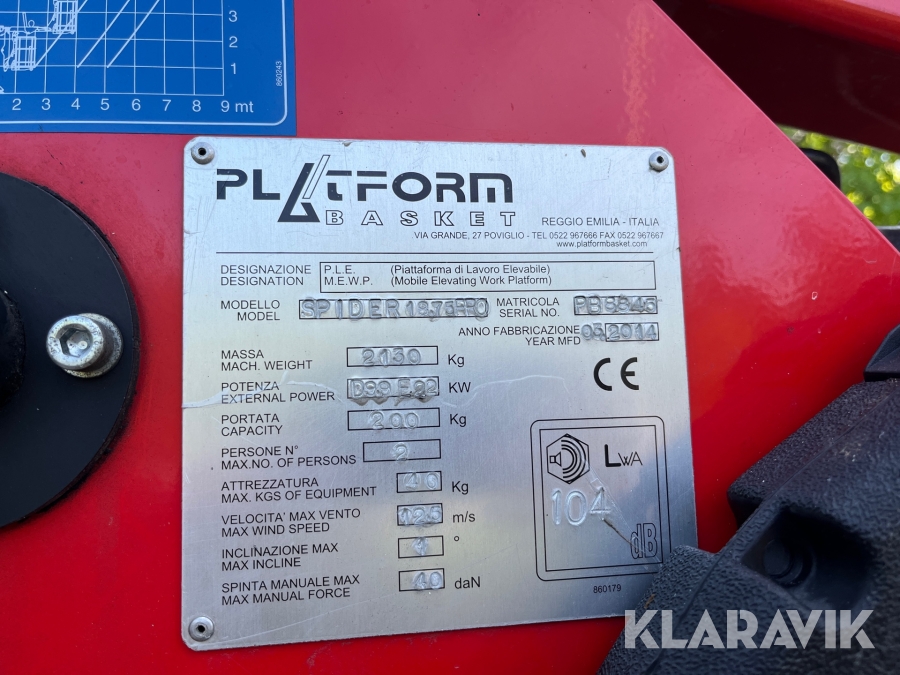 3
2
1
2 3 4 5 6 7 8 9 mt
860243
PLATFORM
BASKET
REGGIO EMILIA - ITALIA
VIA GRANDE, 27 POVIGLIO - TEL 0522 967666 FAX 0522 967667
www.platformbasket.com
DESIGNAZIONE P.L.E. (Piattaforma di Lavoro Elevabile)
DESIGNATION M.E.W.P. (Mobile Elevating Work Platform)
MODELLO
MODEL SPIDER
MATRICOLA
SERIAL NO.
ANNO FABBRICAZIONE
YEAR MFD 05 2014
MASSA
MACH. WEIGHT 2130 Kg
POTENZA
EXTERNAL POWER KW
PORTATA
CAPACITY 200 Kg
PERSONE N°
MAX.NO. OF PERSONS 2
ATTREZZATURA
MAX. KGS OF EQUIPMENT 40 Kg
VELOCITA' MAX VENTO
MAX WIND SPEED m/s
INCLINAZIONE MAX
MAX INCLINE °
SPINTA MANUALE MAX
MAX MANUAL FORCE 40 daN
CE
LWA
104
dB
860179
KLARAVIK